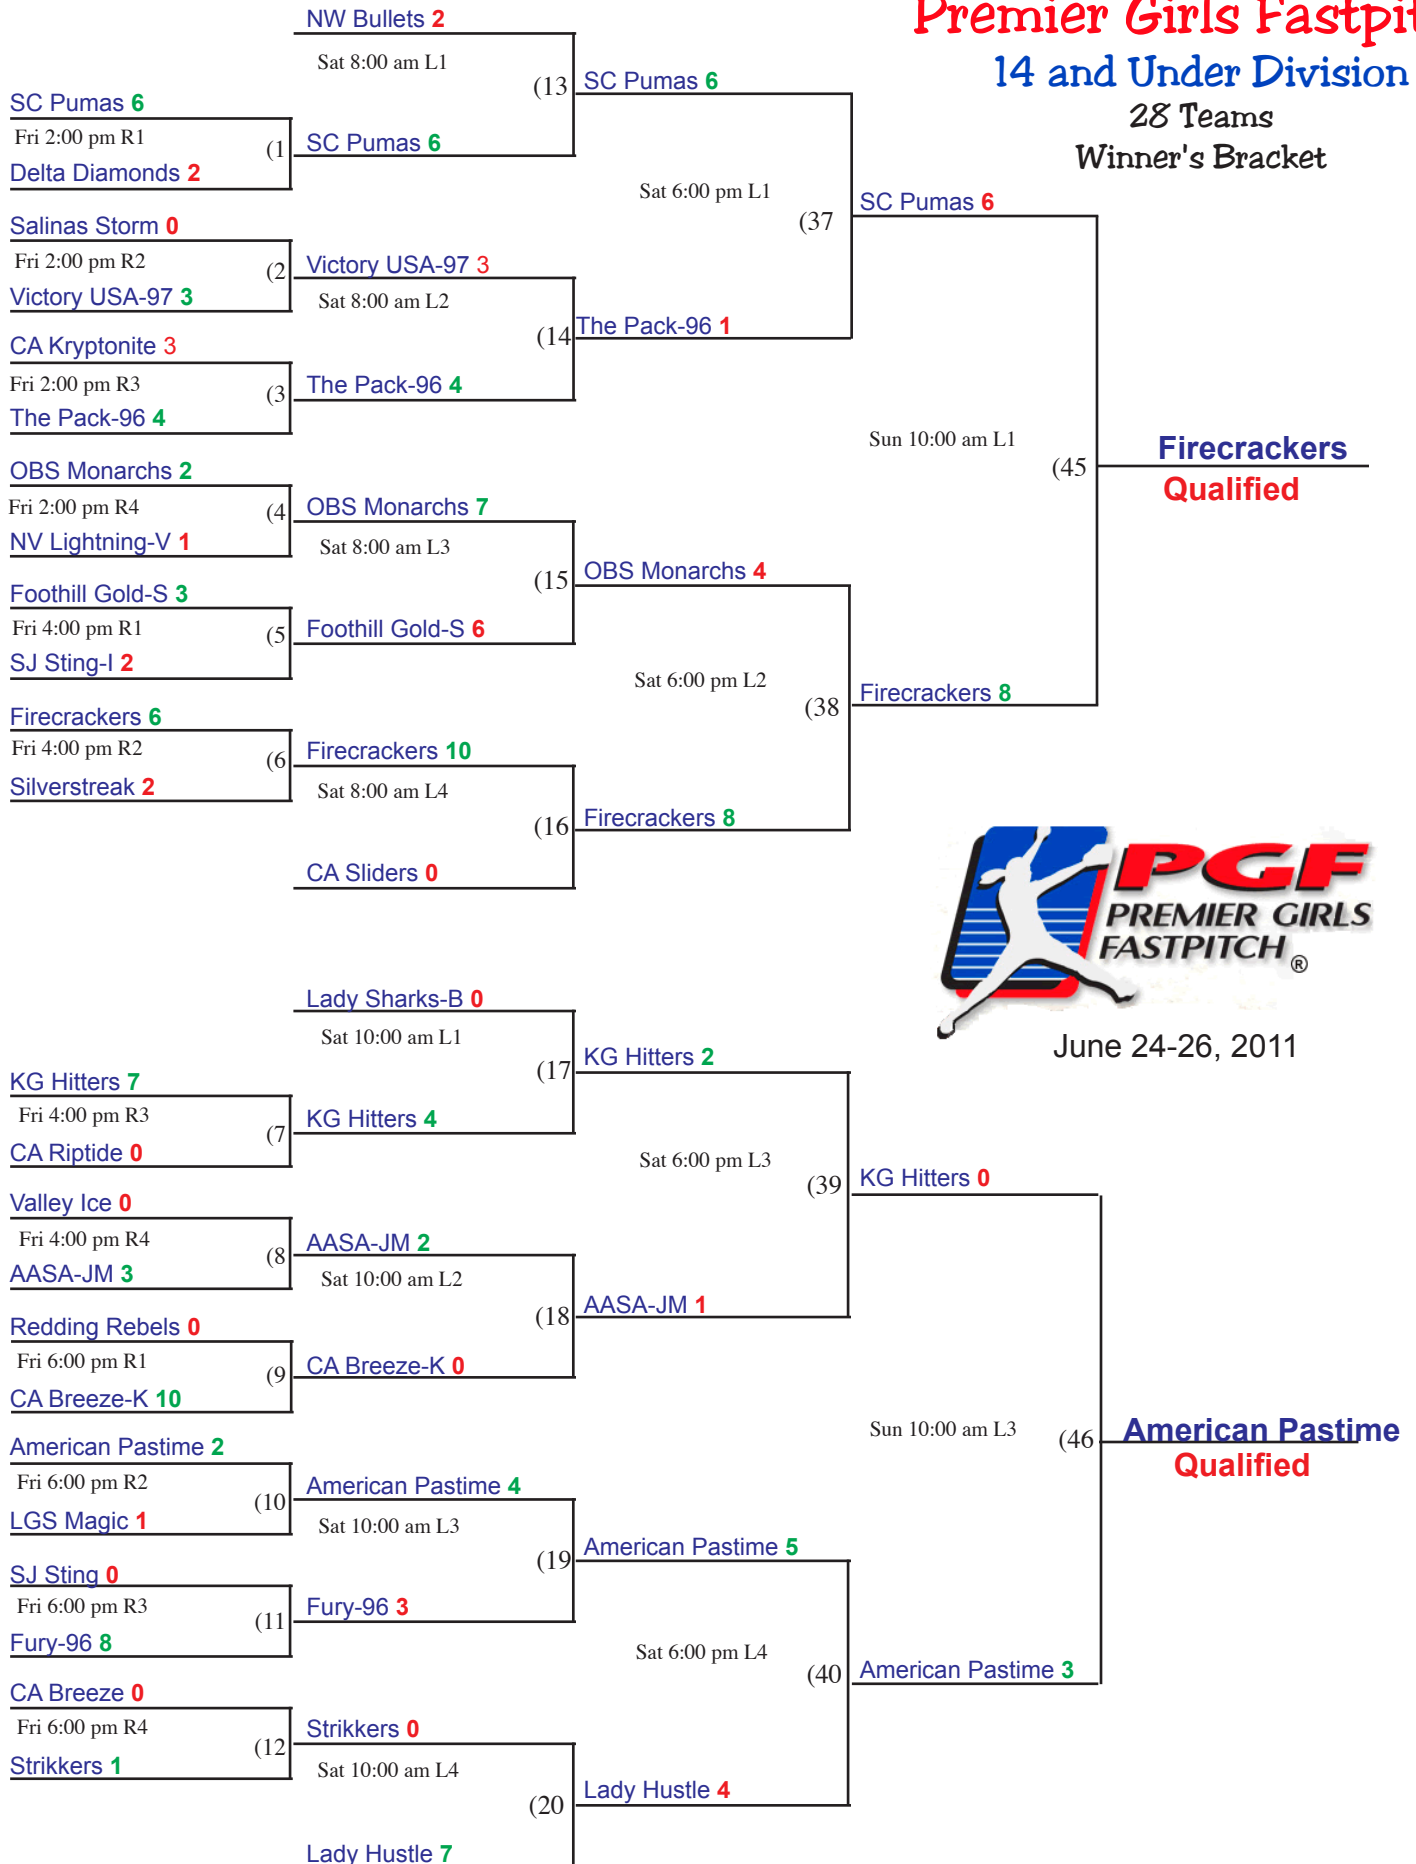 NW Bullets 2
Premier Girls Fastpit
Sat 8:00 am L1
14 and Under Division
(13
SC Pumas 6
SC Pumas 6
28 Teams
Fri 2:00 pm R1
(1
SC Pumas 6
Winner's Bracket
Delta Diamonds 2
Sat 6:00 pm L1
SC Pumas 6
(37
Salinas Storm 0
Fri 2:00 pm R2
(2
Victory USA-97 3
Victory USA-97 3
Sat 8:00 am L2
(14
The Pack-96 1
CA Kryptonite 3
Fri 2:00 pm R3
(3
The Pack-96 4
The Pack-96 4
Sun 10:00 am L1
(45
Firecrackers
Qualified
OBS Monarchs 2
Fri 2:00 pm R4
(4
OBS Monarchs 7
NV Lightning-V 1
Sat 8:00 am L3
(15
OBS Monarchs 4
Foothill Gold-S 3
Fri 4:00 pm R1
(5
Foothill Gold-S 6
SJ Sting-I 2
Sat 6:00 pm L2
(38
Firecrackers 8
Firecrackers 6
Fri 4:00 pm R2
(6
Firecrackers 10
Silverstreak 2
Sat 8:00 am L4
(16
Firecrackers 8
CA Sliders 0
PGF
PREMIER GIRLS
FASTPITCH ®
June 24-26, 2011
Lady Sharks-B 0
Sat 10:00 am L1
(17
KG Hitters 2
KG Hitters 7
Fri 4:00 pm R3
(7
KG Hitters 4
CA Riptide 0
Sat 6:00 pm L3
(39
KG Hitters 0
Valley Ice 0
Fri 4:00 pm R4
(8
AASA-JM 2
AASA-JM 3
Sat 10:00 am L2
(18
AASA-JM 1
Redding Rebels 0
Fri 6:00 pm R1
(9
CA Breeze-K 0
CA Breeze-K 10
Sun 10:00 am L3
(46
American Pastime
Qualified
American Pastime 2
Fri 6:00 pm R2
(10
American Pastime 4
LGS Magic 1
Sat 10:00 am L3
(19
American Pastime 5
SJ Sting 0
Fri 6:00 pm R3
(11
Fury-96 3
Fury-96 8
Sat 6:00 pm L4
(40
American Pastime 3
CA Breeze 0
Fri 6:00 pm R4
(12
Strikkers 0
Strikkers 1
Sat 10:00 am L4
(20
Lady Hustle 4
Lady Hustle 7